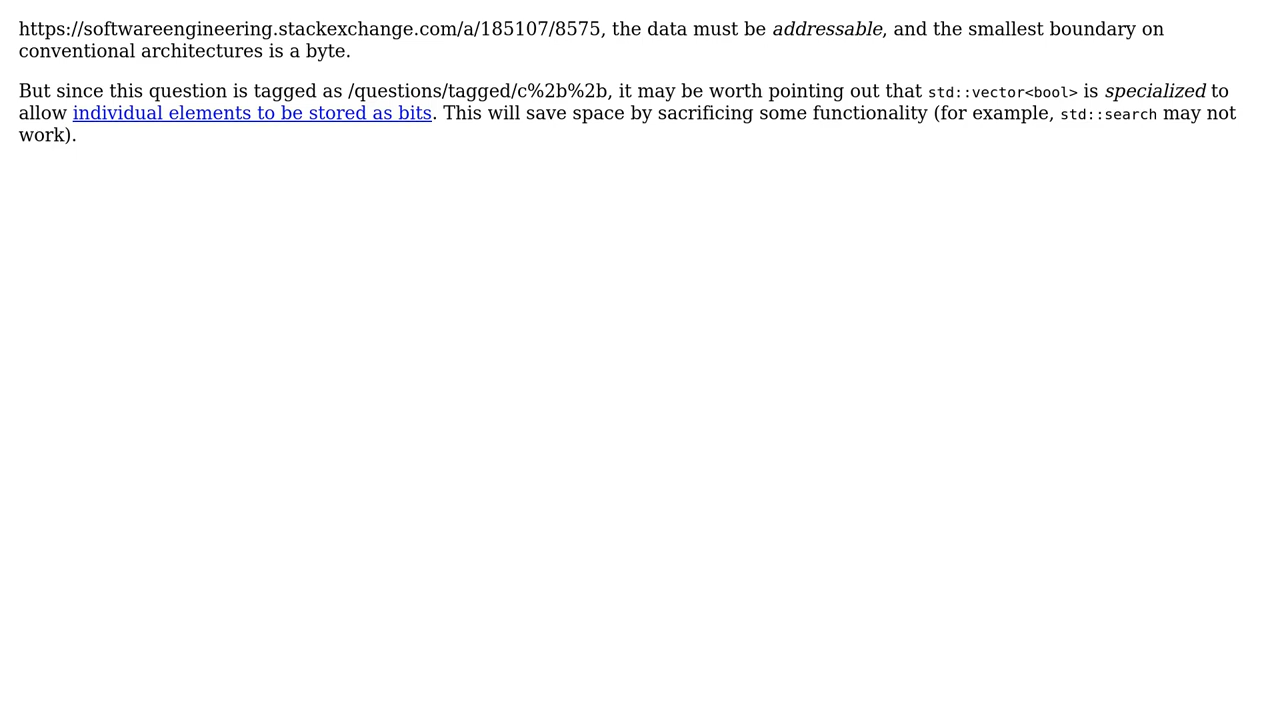 https://softwareengineering.stackexchange.com/a/185107/8575, the data must be addressable, and the smallest boundary on
conventional architectures is a byte.
But since this question is tagged as /questions/tagged/c%2b%2b, it may be worth pointing out that std::vector<bool> is specialized to
allow individual elements to be stored as bits. This will save space by sacrificing some functionality (for example, std::search may not
work).